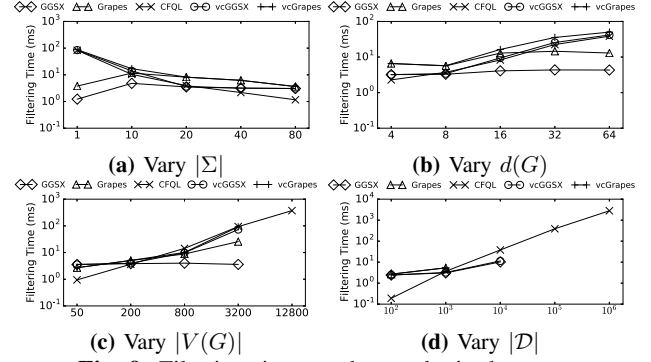 GGSX Grapes CFQL vcGGSX vcGrapes GGSX Grapes CFQL vcGGSX vcGrapes
Filtering Time (ms)
10^3
10^2
10^1
10^0
10^-1
1 10 20 40 80
Filtering Time (ms)
10^2
10^1
10^0
10^-1
4 8 16 32 64
(a) Vary |Σ| (b) Vary d(G)
GGSX Grapes CFQL vcGGSX vcGrapes GGSX Grapes CFQL vcGGSX vcGrapes
Filtering Time (ms)
10^3
10^2
10^1
10^0
10^-1
50 200 800 3200 12800
Filtering Time (ms)
10^4
10^3
10^2
10^1
10^0
10^-1
10^2 10^3 10^4 10^5 10^6
(c) Vary |V(G)| (d) Vary |𝒟|